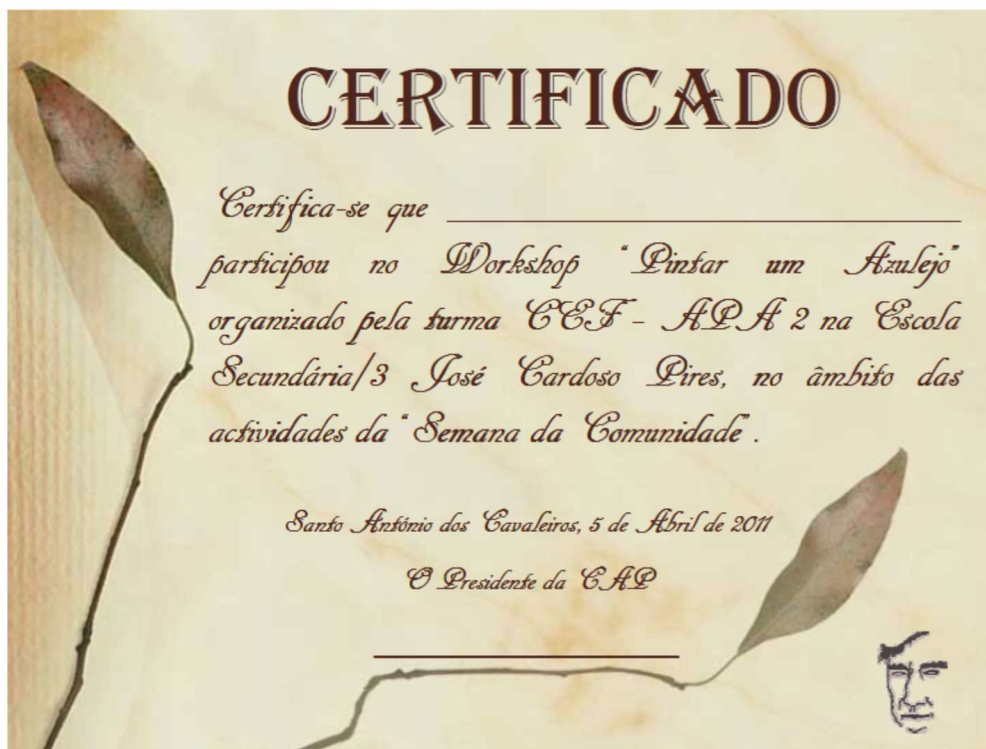 CERTIFICADO
Certifica-se que
participou no Workshop "Pintar um Azulejo"
organizado pela turma CEF - APA 2 na Escola
Secundária/3 José Cardoso Pires, no âmbito das
actividades da "Semana da Comunidade".
Santo António dos Cavaleiros, 5 de Abril de 2011
O Presidente da CAP